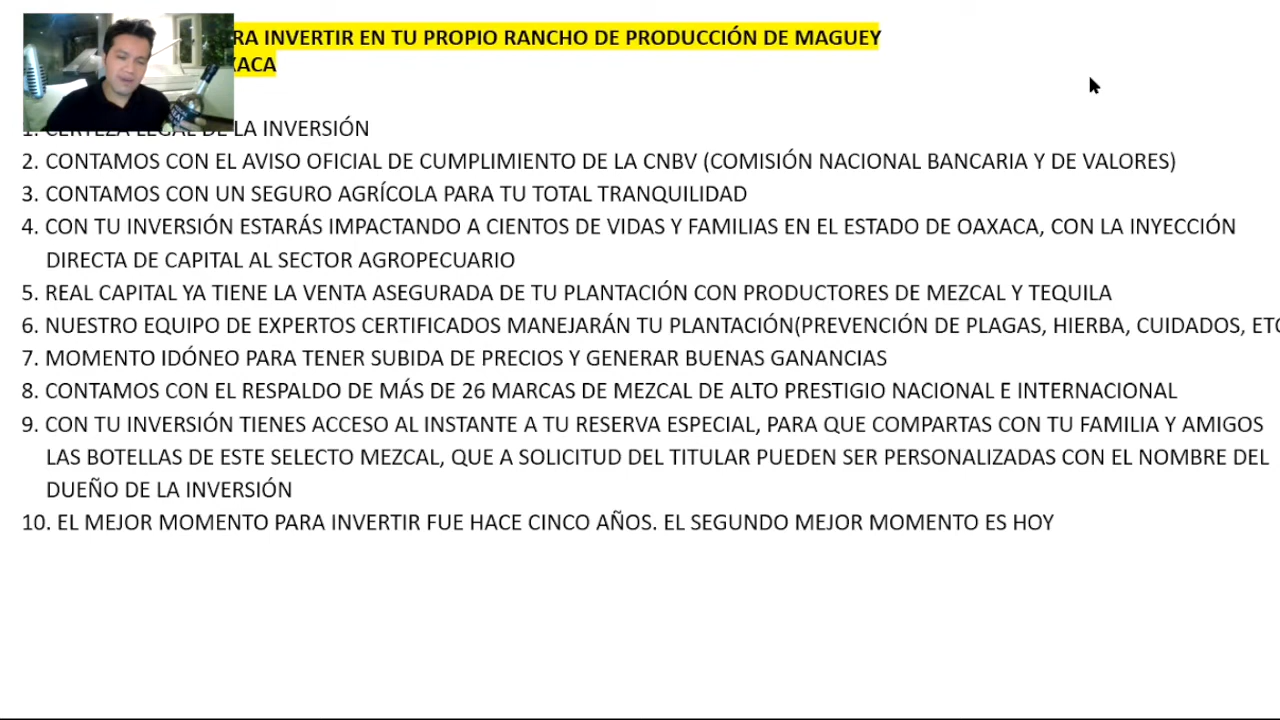 RA INVERTIR EN TU PROPIO RANCHO DE PRODUCCIÓN DE MAGUEY
XACA
1. CERTEZA LEGAL DE LA INVERSIÓN
2. CONTAMOS CON EL AVISO OFICIAL DE CUMPLIMIENTO DE LA CNBV (COMISIÓN NACIONAL BANCARIA Y DE VALORES)
3. CONTAMOS CON UN SEGURO AGRÍCOLA PARA TU TOTAL TRANQUILIDAD
4. CON TU INVERSIÓN ESTARÁS IMPACTANDO A CIENTOS DE VIDAS Y FAMILIAS EN EL ESTADO DE OAXACA, CON LA INYECCIÓN
DIRECTA DE CAPITAL AL SECTOR AGROPECUARIO
5. REAL CAPITAL YA TIENE LA VENTA ASEGURADA DE TU PLANTACIÓN CON PRODUCTORES DE MEZCAL Y TEQUILA
6. NUESTRO EQUIPO DE EXPERTOS CERTIFICADOS MANEJARÁN TU PLANTACIÓN(PREVENCIÓN DE PLAGAS, HIERBA, CUIDADOS, ETC
7. MOMENTO IDÓNEO PARA TENER SUBIDA DE PRECIOS Y GENERAR BUENAS GANANCIAS
8. CONTAMOS CON EL RESPALDO DE MÁS DE 26 MARCAS DE MEZCAL DE ALTO PRESTIGIO NACIONAL E INTERNACIONAL
9. CON TU INVERSIÓN TIENES ACCESO AL INSTANTE A TU RESERVA ESPECIAL, PARA QUE COMPARTAS CON TU FAMILIA Y AMIGOS
LAS BOTELLAS DE ESTE SELECTO MEZCAL, QUE A SOLICITUD DEL TITULAR PUEDEN SER PERSONALIZADAS CON EL NOMBRE DEL
DUEÑO DE LA INVERSIÓN
10. EL MEJOR MOMENTO PARA INVERTIR FUE HACE CINCO AÑOS. EL SEGUNDO MEJOR MOMENTO ES HOY